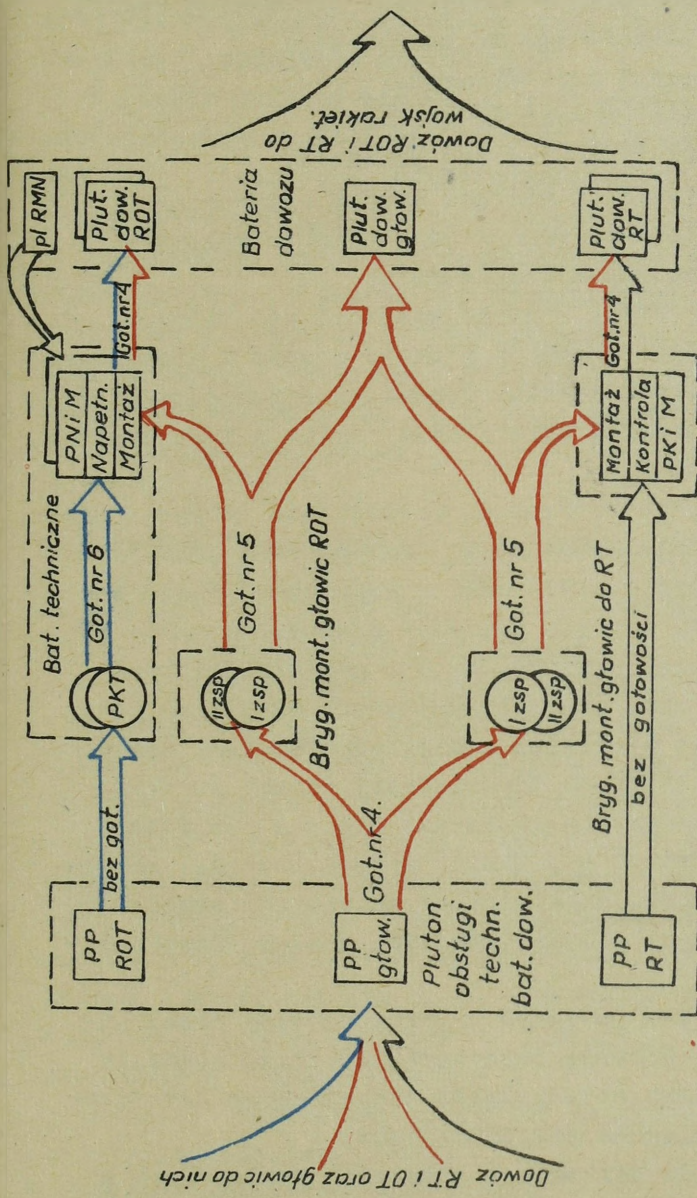 Dowóz RT i OT oraz głowic do nich
PP
ROT
PP
głow.
Pluton
obsługi
techn.
bat. dow.
PP
RT
bez got.
Got. nr 4.
bez gotowości
Bat. techniczne
PKT
Got. nr 6
PNiM
Napełn.
Montaż
II zsp
I zsp
Got. nr 5
Bryg. mont. głowic ROT
I zsp
II zsp
Got. nr 5
Bryg. mont. głowic do RT
Montaż
Kontrola
PKiM
Got. nr 4
Got. nr 4
pl RMN
Plut.
dow.
ROT
Bateria
dowozu
Plut.
dow.
głow.
Plut.
dow.
RT
Dowóz ROT i RT do
wojsk rakiet.